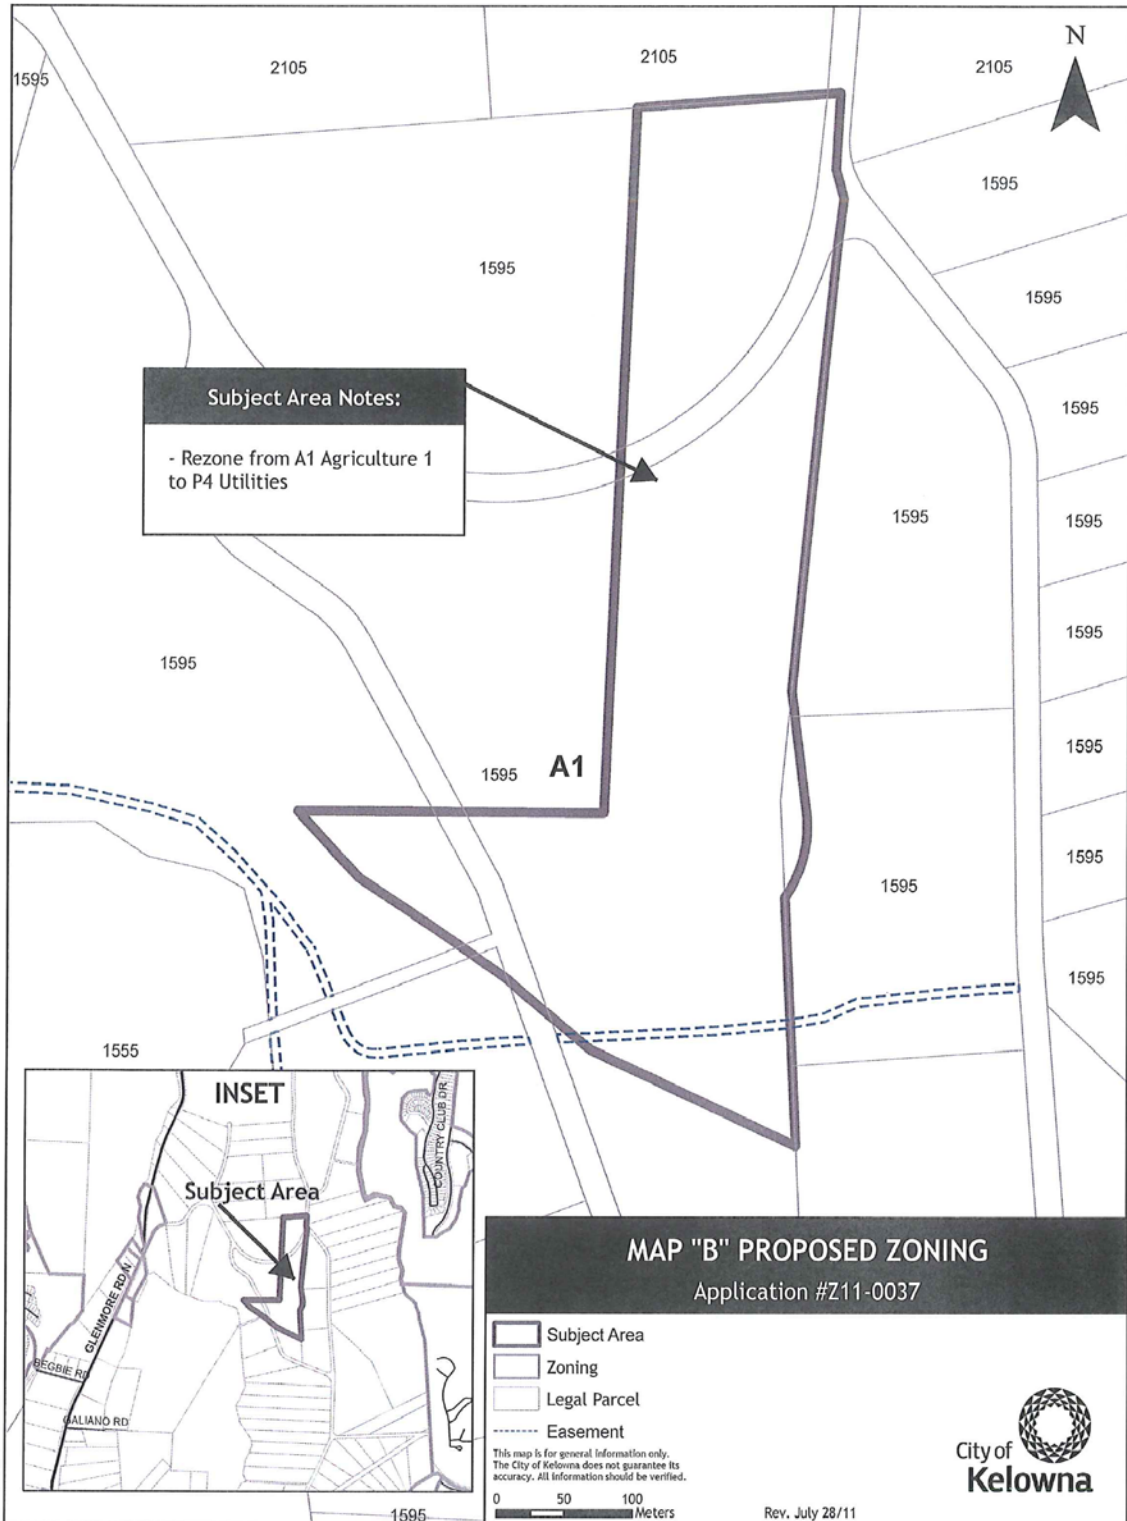 N
2105
2105
2105
1595
1595
1595
1595
Subject Area Notes:
- Rezone from A1 Agriculture 1
to P4 Utilities
1595
1595
1595
1595
1595
1595
A1
1595
1595
1595
1595
1595
1555
INSET
Subject Area
COUNTRY CLUB DR
GLENMORE RD N
BEGBIE RD
GALIANO RD
1595
MAP "B" PROPOSED ZONING
Application #Z11-0037
Subject Area
Zoning
Legal Parcel
Easement
This map is for general information only.
The City of Kelowna does not guarantee its
accuracy. All information should be verified.
0 50 100
Meters
Rev. July 28/11
City of
Kelowna